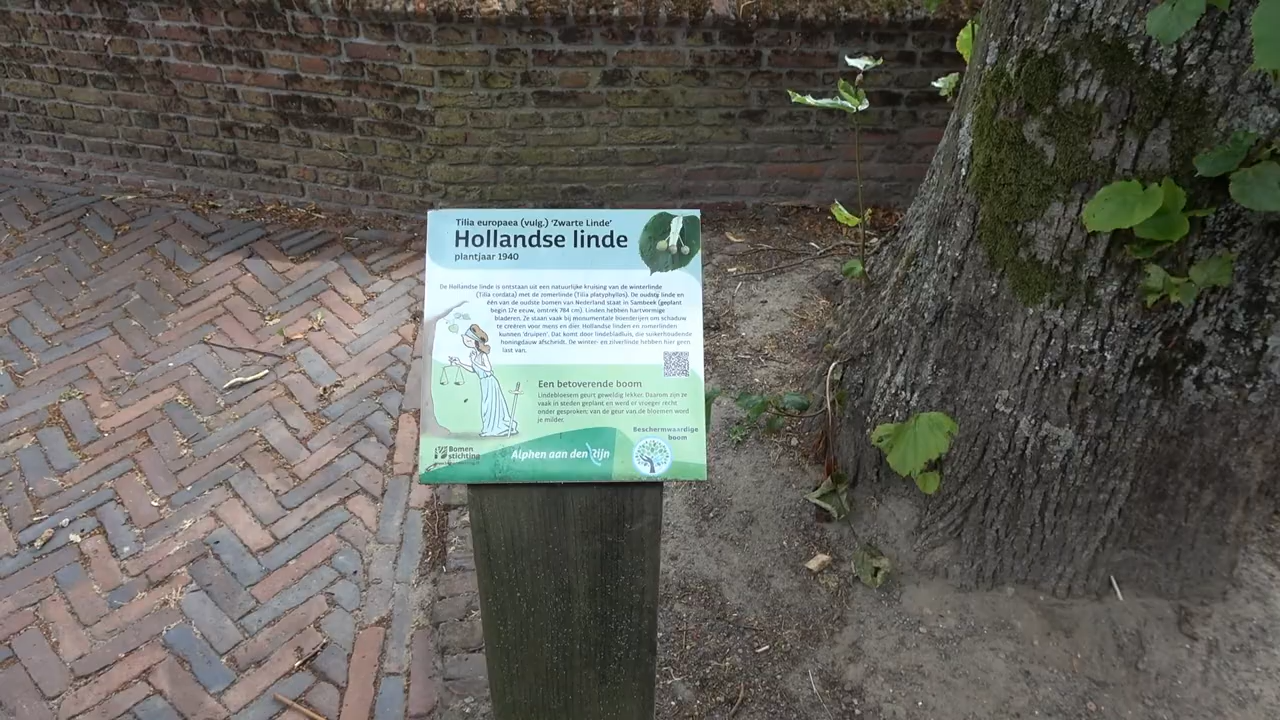 Tilia europaea (vulg.) 'Zwarte Linde'
Hollandse linde
plantjaar 1940
De Hollandse linde is ontstaan uit een natuurlijke kruising van de winterlinde
(Tilia cordata) met de zomerlinde (Tilia platyphyllos). De oudste linde en
één van de oudste bomen van Nederland staat in Sambeek (geplant
begin 17e eeuw, omtrek 784 cm). Linden hebben hartvormige
bladeren. Ze staan vaak bij monumentale boerderijen om schaduw
te creëren voor mens en dier. Hollandse linden en zomerlinden
kunnen 'druipen'. Dat komt door lindebladluis, die suikerhoudende
honingdauw afscheidt. De winter- en zilverlinde hebben hier geen
last van.
Een betoverende boom
Lindebloesem geurt geweldig lekker. Daarom zijn ze
vaak in steden geplant en werd er vroeger recht
onder gesproken; van de geur van de bloemen word
je milder.
Beschermwaardige
boom
Bomen
stichting
Alphen aan den Rijn